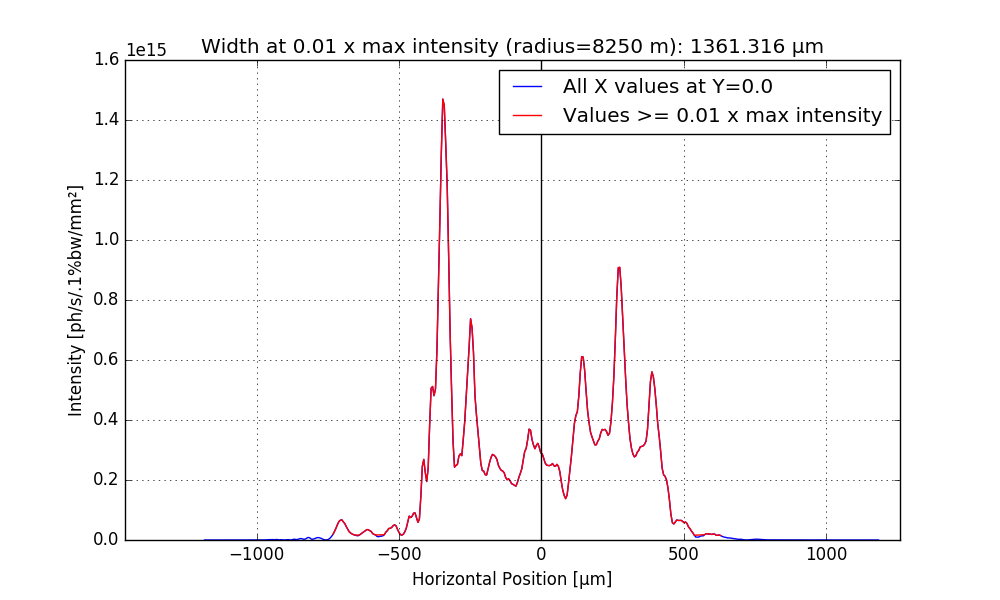 Width at 0.01 x max intensity (radius=8250 m): 1361.316 µm
1e15
All X values at Y=0.0
Values >= 0.01 x max intensity
Intensity [ph/s/.1%bw/mm²]
1.6
1.4
1.2
1.0
0.8
0.6
0.4
0.2
0.0
−1000
−500
0
500
1000
Horizontal Position [µm]